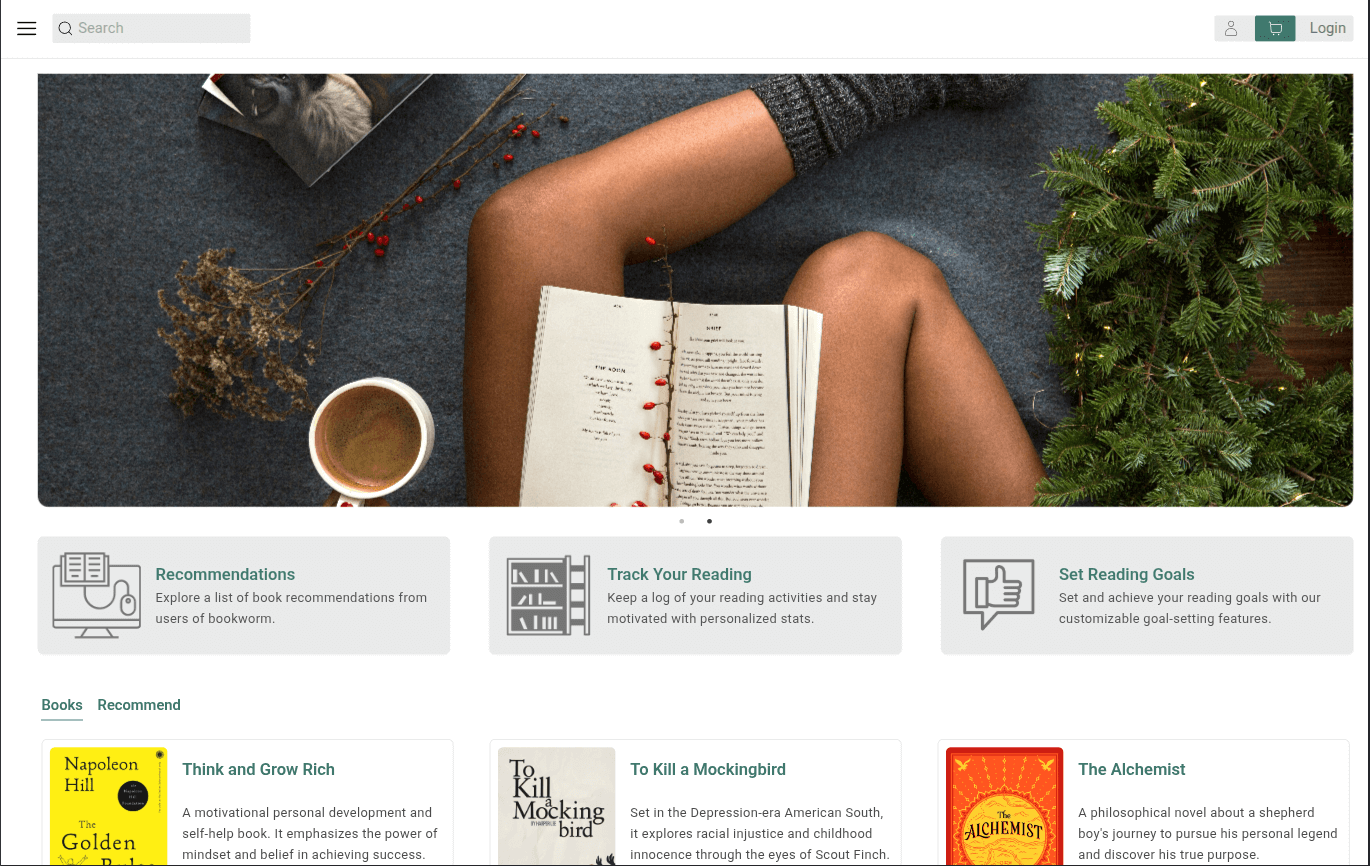 Search
Login
Recommendations
Explore a list of book recommendations from
users of bookworm.
Track Your Reading
Keep a log of your reading activities and stay
motivated with personalized stats.
Set Reading Goals
Set and achieve your reading goals with our
customizable goal-setting features.
Books Recommend
Napoleon
Hill
The
Golden
Think and Grow Rich
A motivational personal development and
self-help book. It emphasizes the power of
mindset and belief in achieving success.
To
Kill
a
Mocking
bird
To Kill a Mockingbird
Set in the Depression-era American South,
it explores racial injustice and childhood
innocence through the eyes of Scout Finch.
The
ALCHEMIST
The Alchemist
A philosophical novel about a shepherd
boy's journey to pursue his personal legend
and discover his true purpose.